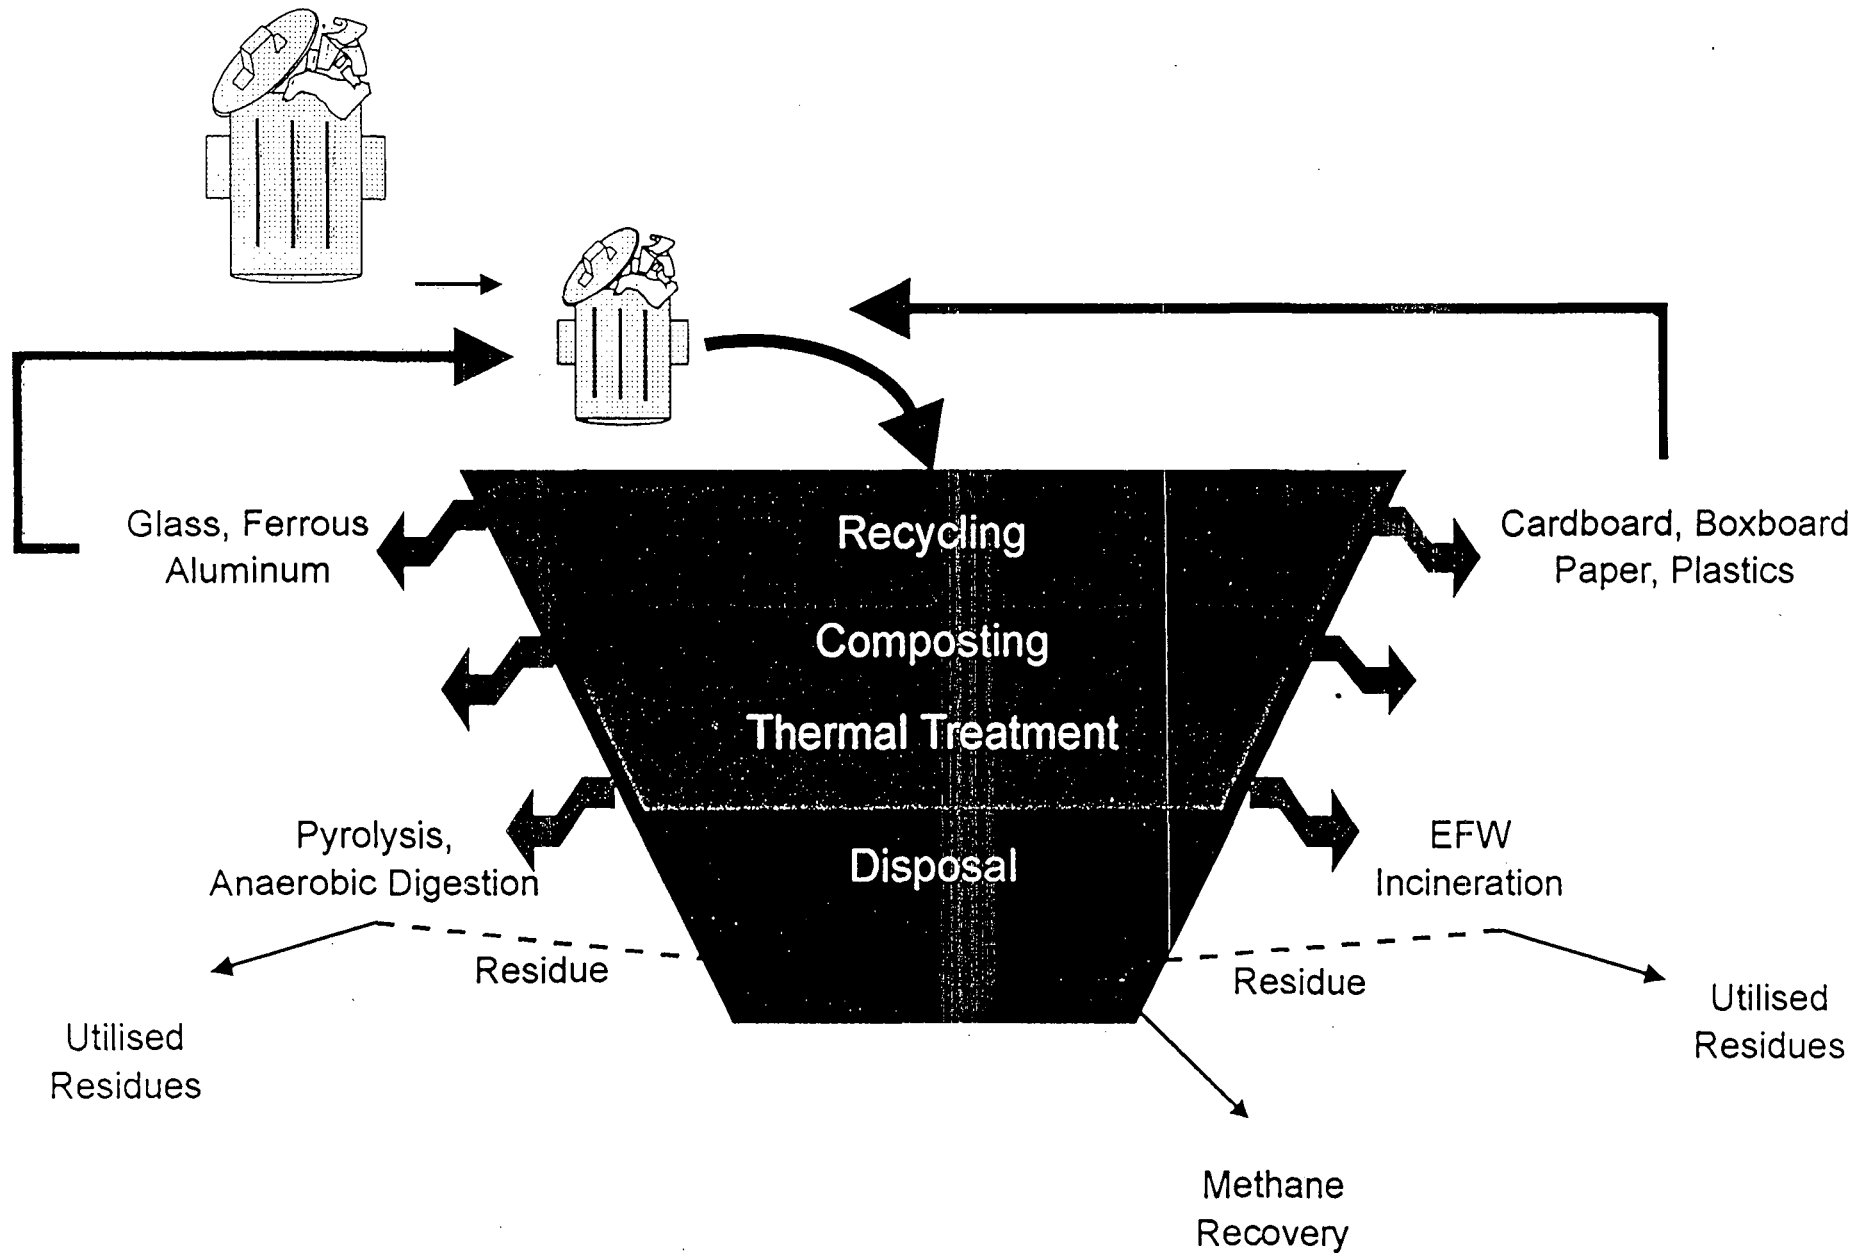 Glass, Ferrous
Aluminum
Recycling
Cardboard, Boxboard
Paper, Plastics
Composting
Thermal Treatment
Pyrolysis,
Anaerobic Digestion
Disposal
EFW
Incineration
Residue
Residue
Utilised
Residues
Utilised
Residues
Methane
Recovery